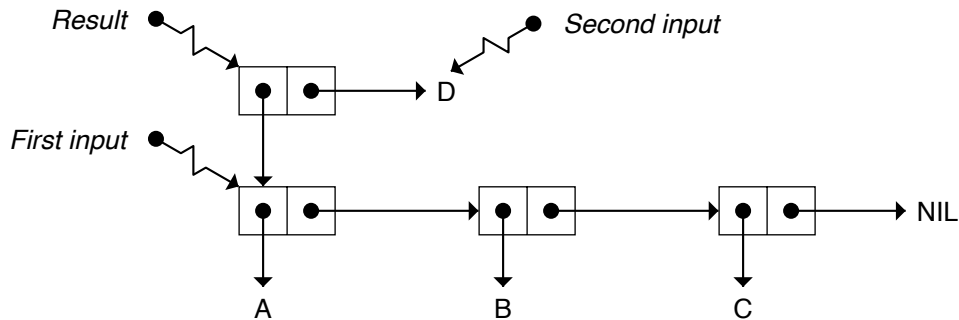 Result
Second input
D
First input
NIL
A
B
C